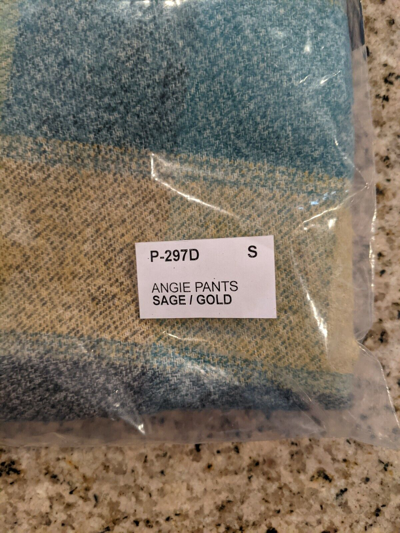 P-297D S
ANGIE PANTS
SAGE / GOLD